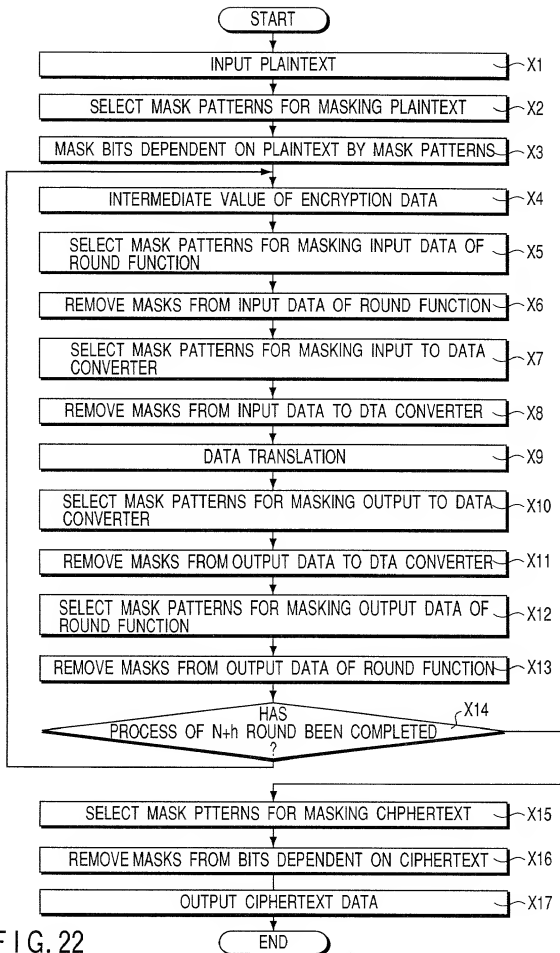 START
INPUT PLAINTEXT
X1
SELECT MASK PATTERNS FOR MASKING PLAINTEXT
X2
MASK BITS DEPENDENT ON PLAINTEXT BY MASK PATTERNS
X3
INTERMEDIATE VALUE OF ENCRYPTION DATA
X4
SELECT MASK PATTERNS FOR MASKING INPUT DATA OF
ROUND FUNCTION
X5
REMOVE MASKS FROM INPUT DATA OF ROUND FUNCTION
X6
SELECT MASK PATTERNS FOR MASKING INPUT TO DATA
CONVERTER
X7
REMOVE MASKS FROM INPUT DATA TO DTA CONVERTER
X8
DATA TRANSLATION
X9
SELECT MASK PATTERNS FOR MASKING OUTPUT TO DATA
CONVERTER
X10
REMOVE MASKS FROM OUTPUT DATA TO DTA CONVERTER
X11
SELECT MASK PATTERNS FOR MASKING OUTPUT DATA OF
ROUND FUNCTION
X12
REMOVE MASKS FROM OUTPUT DATA OF ROUND FUNCTION
X13
HAS
PROCESS OF N+h ROUND BEEN COMPLETED
?
X14
SELECT MASK PTTERNS FOR MASKING CHPHERTEXT
X15
REMOVE MASKS FROM BITS DEPENDENT ON CIPHERTEXT
X16
OUTPUT CIPHERTEXT DATA
X17
FIG. 22
END